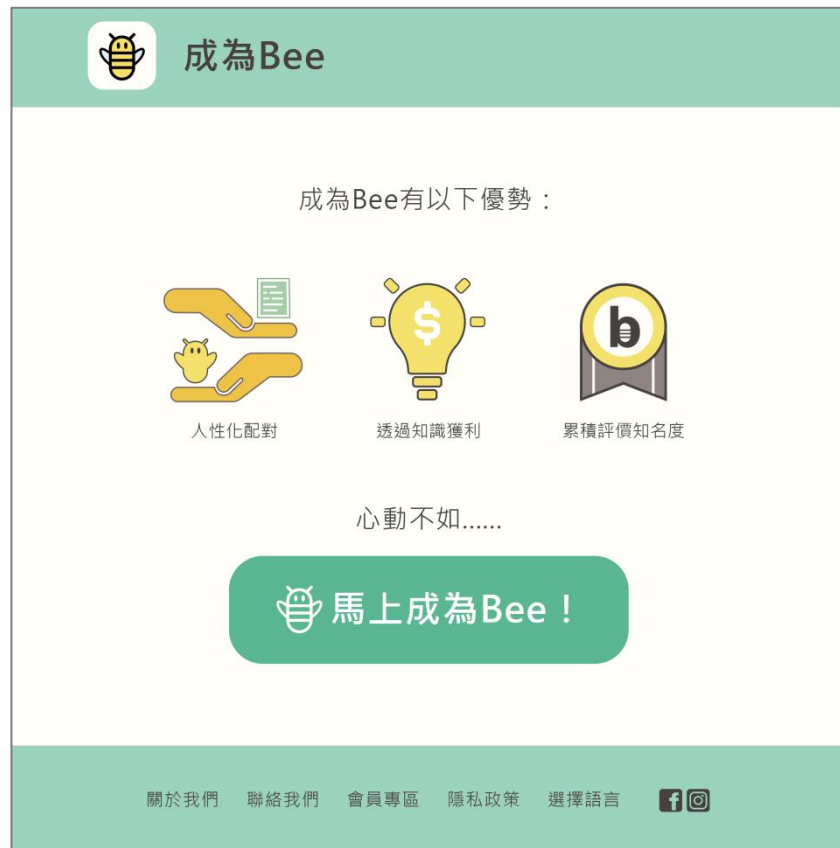 成為Bee
成為Bee有以下優勢：
$
b
人性化配對 透過知識獲利 累積評價知名度
心動不如......
馬上成為Bee！
關於我們 聯絡我們 會員專區 隱私政策 選擇語言